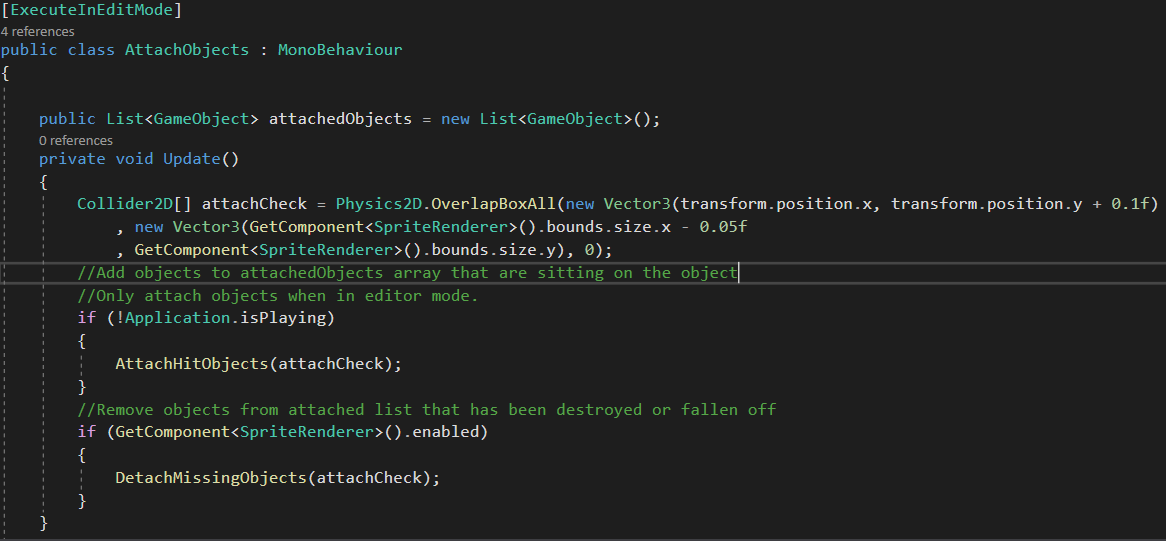 [ExecuteInEditMode]
4 references
public class AttachObjects : MonoBehaviour
{
public List<GameObject> attachedObjects = new List<GameObject>();
0 references
private void Update()
{
Collider2D[] attachCheck = Physics2D.OverlapBoxAll(new Vector3(transform.position.x, transform.position.y + 0.1f)
, new Vector3(GetComponent<SpriteRenderer>().bounds.size.x - 0.05f
, GetComponent<SpriteRenderer>().bounds.size.y), 0);
//Add objects to attachedObjects array that are sitting on the object
//Only attach objects when in editor mode.
if (!Application.isPlaying)
{
AttachHitObjects(attachCheck);
}
//Remove objects from attached list that has been destroyed or fallen off
if (GetComponent<SpriteRenderer>().enabled)
{
DetachMissingObjects(attachCheck);
}
}